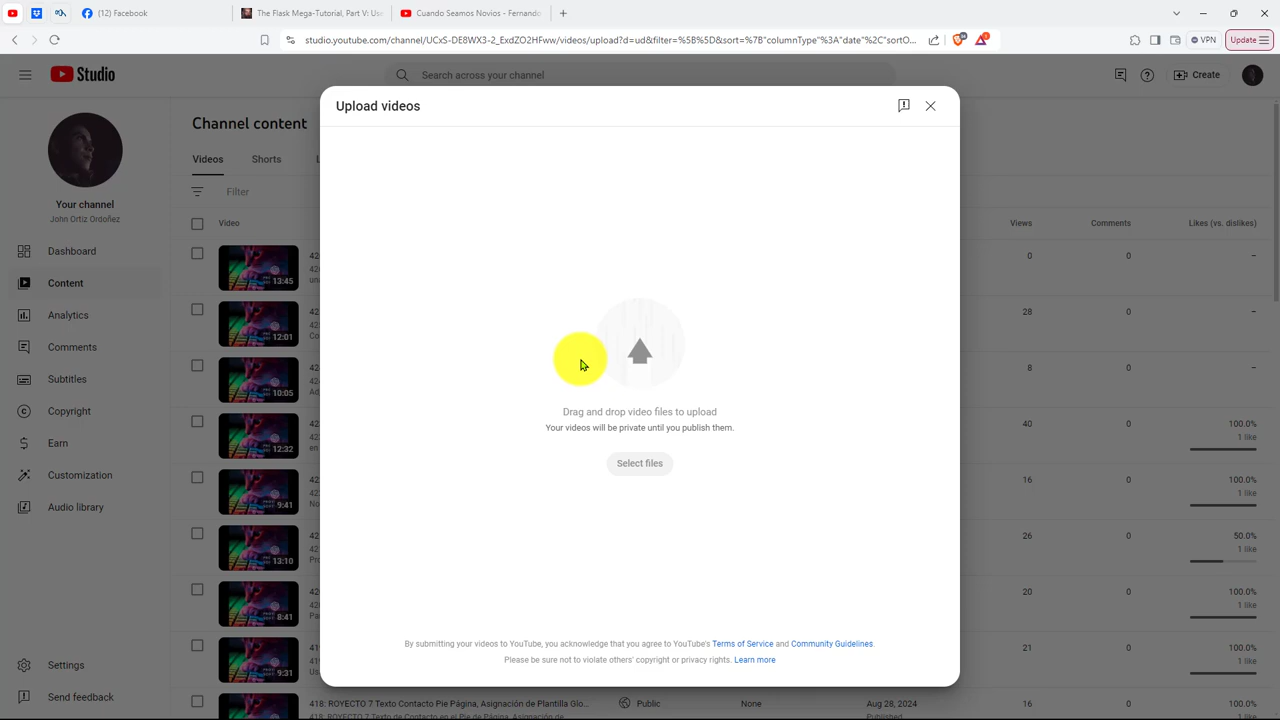 (13) Facebook
The Flask Mega-Tutorial, Part V: Use
Cuando Seamos Novios - Fernando
studio.youtube.com/channel/UCxS-DE8WX3-2_ExdZO2HFww/videos/upload?d=ud&filter=%5B%5D&sort=%7B"columnType"%3A"date"%2C"sortO...
VPN
Update
Studio
Search across your channel
Create
Upload videos
Channel content
Videos
Shorts
Your channel
John Ortiz Ordoñez
Filter
Video
Views
Comments
Likes (vs. dislikes)
Dashboard
Content
Analytics
Comments
Subtitles
Copyright
Earn
Customization
Audio library
Settings
Send feedback
13:45
0
0
–
12:01
28
0
–
10:05
8
0
–
12:32
40
0
100.0%
1 like
9:41
16
0
100.0%
1 like
13:10
26
0
50.0%
1 like
8:41
20
0
100.0%
1 like
9:31
21
0
100.0%
1 like
Drag and drop video files to upload
Your videos will be private until you publish them.
Select files
By submitting your videos to YouTube, you acknowledge that you agree to YouTube's Terms of Service and Community Guidelines.
Please be sure not to violate others' copyright or privacy rights. Learn more
418: ROYECTO 7 Texto Contacto Pie Página, Asignación de Plantilla Glo...
Public
None
Aug 28, 2024
16
0
100.0%